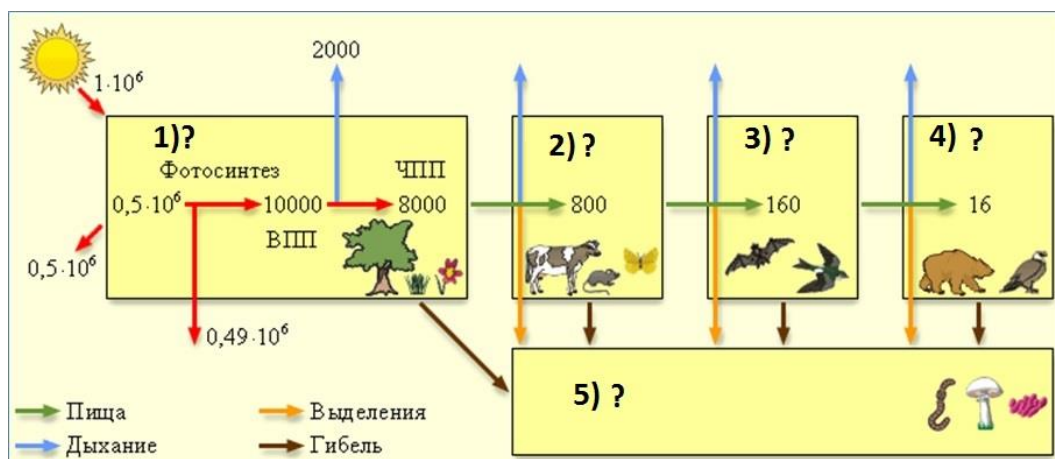 2000
1·10⁶
1)?
Фотосинтез
ЧПП
0,5·10⁶
10000
8000
ВПП
0,5·10⁶
0,49·10⁶
2) ?
800
3) ?
160
4) ?
16
5) ?
Пища
Выделения
Дыхание
Гибель